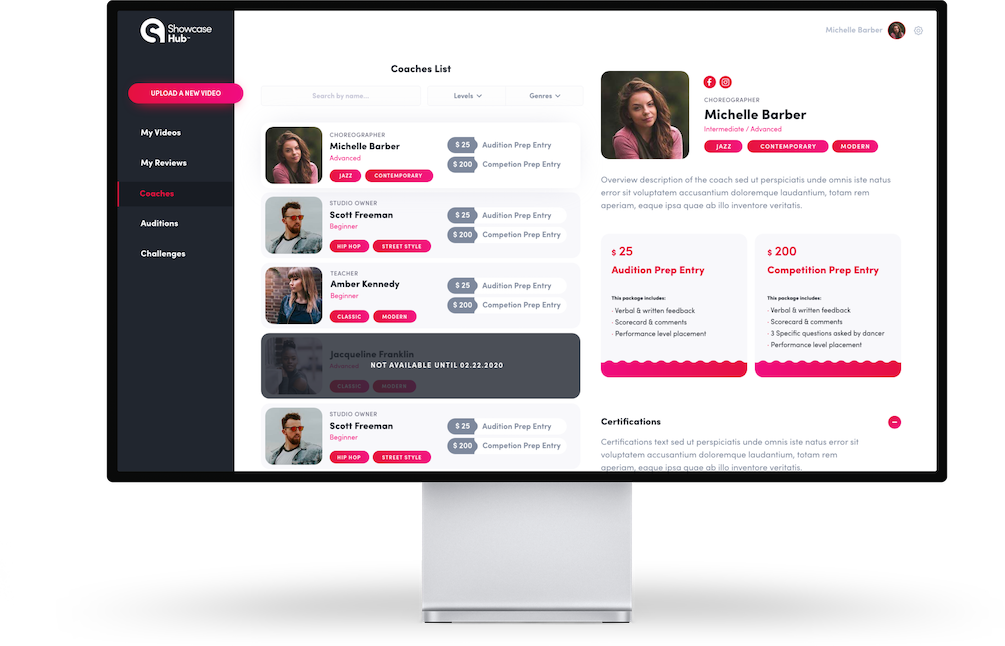 Showcase
Hub™
UPLOAD A NEW VIDEO
My Videos
My Reviews
Coaches
Auditions
Challenges
Michelle Barber
Coaches List
Search by name...
Levels
Genres
CHOREOGRAPHER
Michelle Barber
Advanced
JAZZ
CONTEMPORARY
$ 25
Audition Prep Entry
$ 200
Competion Prep Entry
STUDIO OWNER
Scott Freeman
Beginner
HIP HOP
STREET STYLE
$ 25
Audition Prep Entry
$ 200
Competion Prep Entry
TEACHER
Amber Kennedy
Beginner
CLASSIC
MODERN
$ 25
Audition Prep Entry
$ 200
Competion Prep Entry
Jacqueline Franklin
Advanced
CLASSIC
MODERN
NOT AVAILABLE UNTIL 02.22.2020
STUDIO OWNER
Scott Freeman
Beginner
HIP HOP
STREET STYLE
$ 25
Audition Prep Entry
$ 200
Competion Prep Entry
CHOREOGRAPHER
Michelle Barber
Intermediate / Advanced
JAZZ
CONTEMPORARY
MODERN
Overview description of the coach sed ut perspiciatis unde omnis iste natus
error sit voluptatem accusantium doloremque laudantium, totam rem
aperiam, eaque ipsa quae ab illo inventore veritatis.
$ 25
Audition Prep Entry
This package includes:
· Verbal & written feedback
· Scorecard & comments
· Performance level placement
$ 200
Competition Prep Entry
This package includes:
· Verbal & written feedback
· Scorecard & comments
· 3 Specific questions asked by dancer
· Performance level placement
Certifications
Certifications text sed ut perspiciatis unde omnis iste natus error sit
voluptatem accusantium doloremque laudantium, totam rem
aperiam, eaque ipsa quae ab illo inventore veritatis.